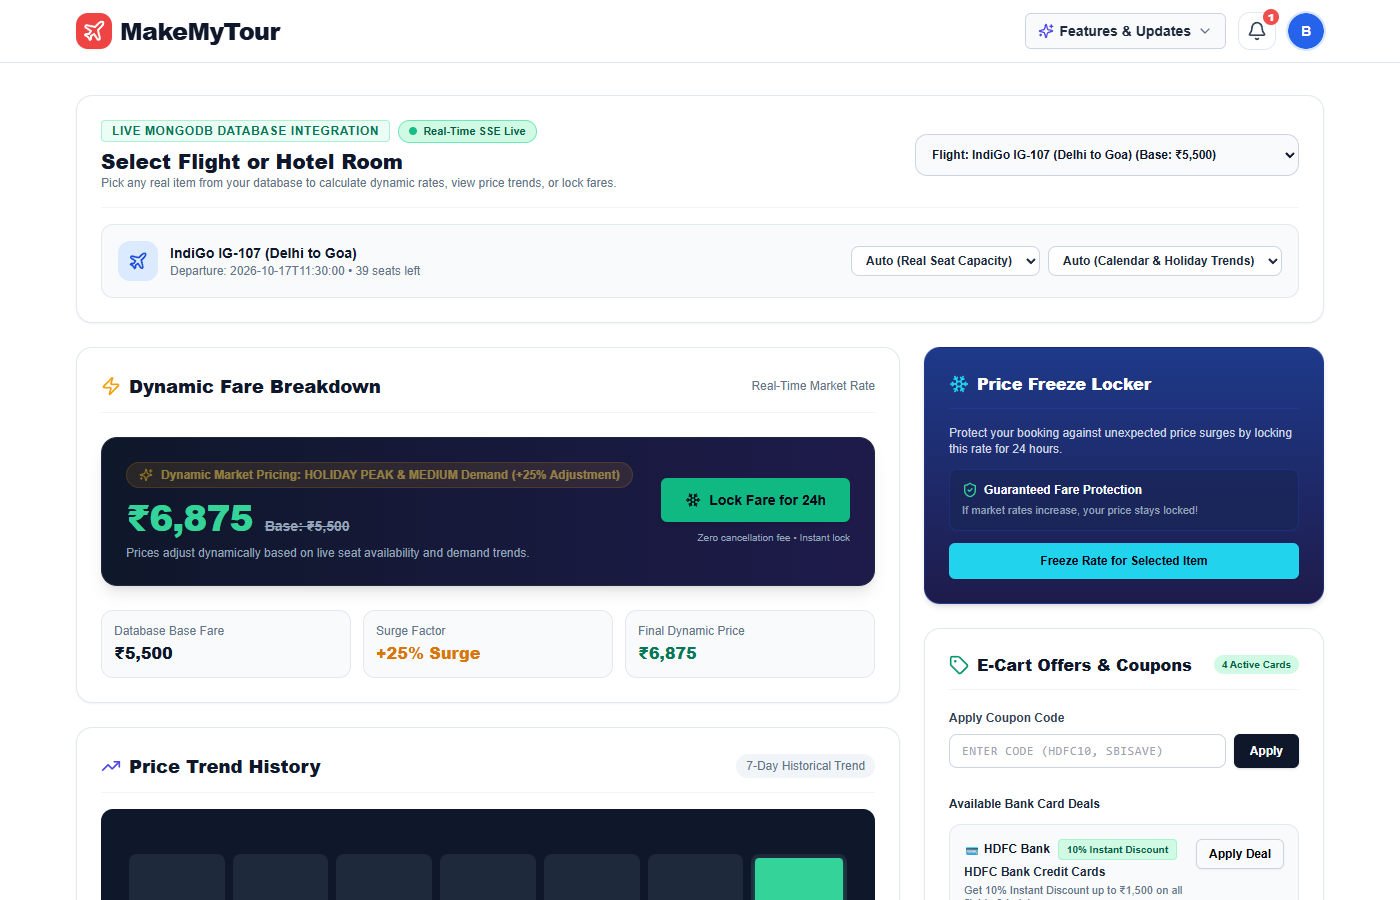 MakeMyTour
Features & Updates
1
B
LIVE MONGODB DATABASE INTEGRATION
Real-Time SSE Live
Select Flight or Hotel Room
Pick any real item from your database to calculate dynamic rates, view price trends, or lock fares.
Flight: IndiGo IG-107 (Delhi to Goa) (Base: ₹5,500)
IndiGo IG-107 (Delhi to Goa)
Departure: 2026-10-17T11:30:00 • 39 seats left
Auto (Real Seat Capacity)
Auto (Calendar & Holiday Trends)
Dynamic Fare Breakdown
Real-Time Market Rate
Dynamic Market Pricing: HOLIDAY PEAK & MEDIUM Demand (+25% Adjustment)
₹6,875 Base: ₹5,500
Prices adjust dynamically based on live seat availability and demand trends.
Lock Fare for 24h
Zero cancellation fee • Instant lock
Database Base Fare
₹5,500
Surge Factor
+25% Surge
Final Dynamic Price
₹6,875
Price Trend History
7-Day Historical Trend
Price Freeze Locker
Protect your booking against unexpected price surges by locking
this rate for 24 hours.
Guaranteed Fare Protection
If market rates increase, your price stays locked!
Freeze Rate for Selected Item
E-Cart Offers & Coupons
4 Active Cards
Apply Coupon Code
ENTER CODE (HDFC10, SBISAVE)
Apply
Available Bank Card Deals
HDFC Bank
10% Instant Discount
Apply Deal
HDFC Bank Credit Cards
Get 10% Instant Discount up to ₹1,500 on all